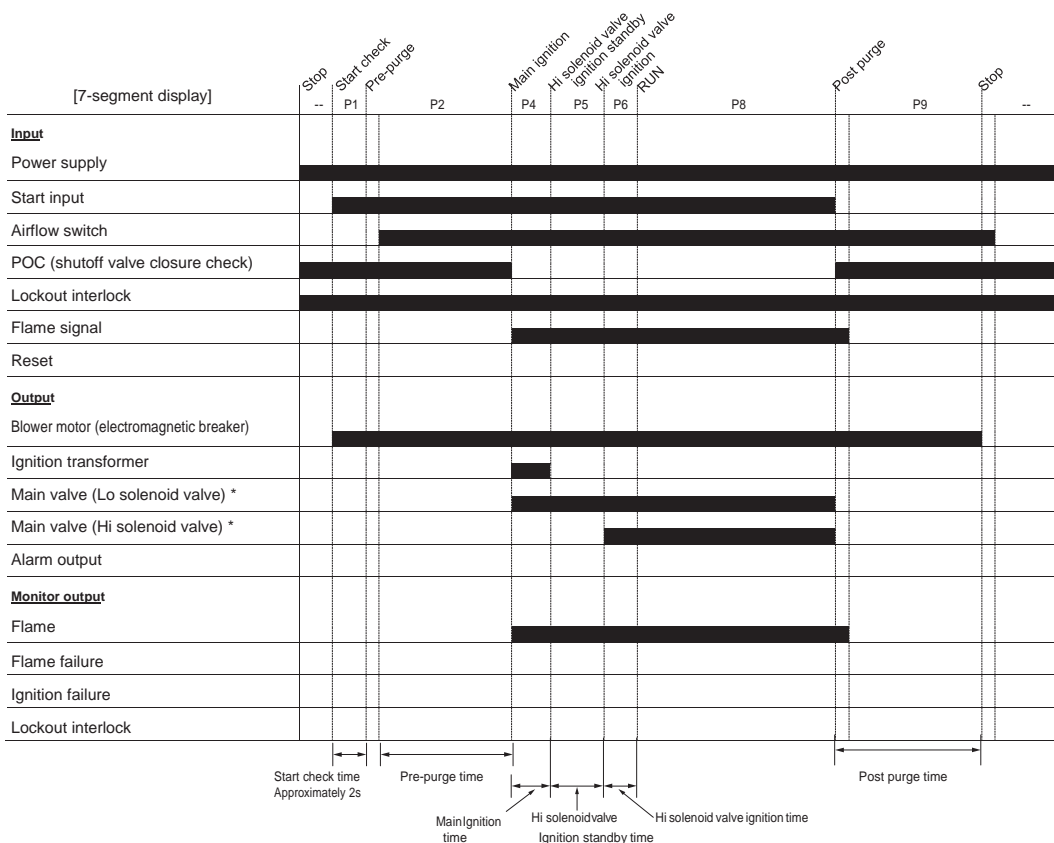 Stop
Start check
Pre-purge
Main ignition
Hi solenoid valve
ignition standby
Hi solenoid valve
ignition
RUN
Post purge
Stop
[7-segment display]
-- P1 P2 P4 P5 P6 P8 P9 --
Input
Power supply
Start input
Airflow switch
POC (shutoff valve closure check)
Lockout interlock
Flame signal
Reset
Output
Blower motor (electromagnetic breaker)
Ignition transformer
Main valve (Lo solenoid valve) *
Main valve (Hi solenoid valve) *
Alarm output
Monitor output
Flame
Flame failure
Ignition failure
Lockout interlock
Start check time
Approximately 2s
Pre-purge time
Post purge time
MainIgnition
time
Hi solenoidvalve
Ignition standby time
Hi solenoid valve ignition time